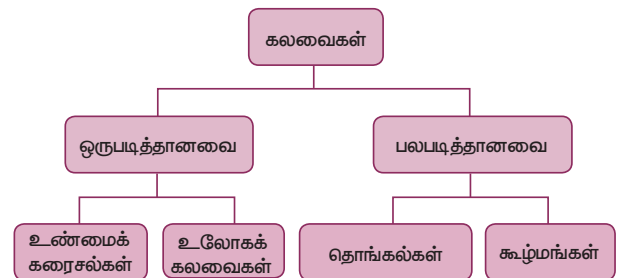 கலவைகள்
ஒருபடித்தானவை
பலபடித்தானவை
உண்மைக்
கரைசல்கள்
உலோகக்
கலவைகள்
தொங்கல்கள்
கூழ்மங்கள்